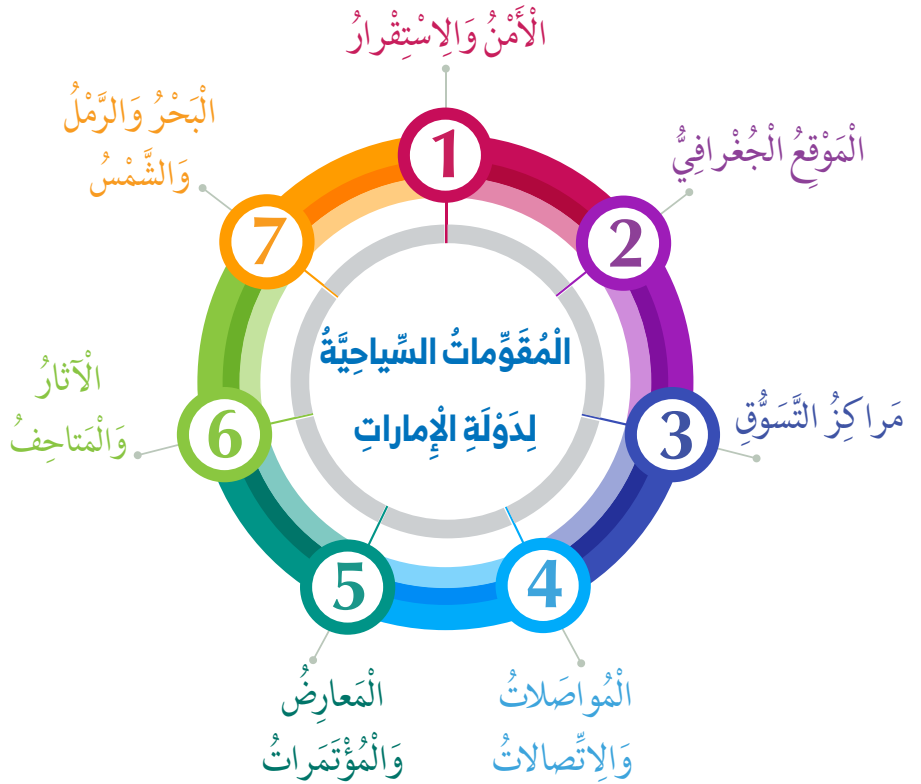 الْمُقَوِّماتُ السِّياحِيَّةُ
لِدَوْلَةِ الْإِماراتِ
1
الْأَمْنُ وَالِاسْتِقْرارُ
2
الْمَوْقِعُ الْجُغْرافِيُّ
3
مَراكِزُ التَّسَوُّقِ
4
الْمُواصَلاتُ
وَالِاتِّصالاتُ
5
الْمَعارِضُ
وَالْمُؤْتَمَراتُ
6
الْآثارُ
وَالْمَتاحِفُ
7
الْبَحْرُ وَالرَّمْلُ
وَالشَّمْسُ